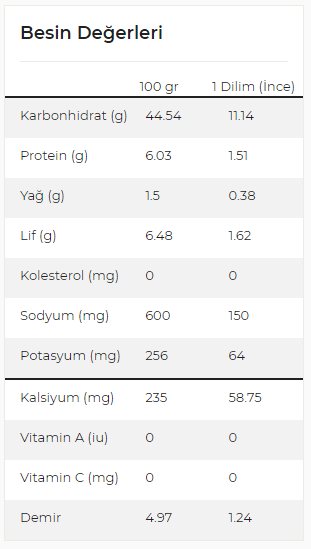 Besin Değerleri
100 gr 1 Dilim (İnce)
Karbonhidrat (g) 44.54 11.14
Protein (g) 6.03 1.51
Yağ (g) 1.5 0.38
Lif (g) 6.48 1.62
Kolesterol (mg) 0 0
Sodyum (mg) 600 150
Potasyum (mg) 256 64
Kalsiyum (mg) 235 58.75
Vitamin A (iu) 0 0
Vitamin C (mg) 0 0
Demir 4.97 1.24